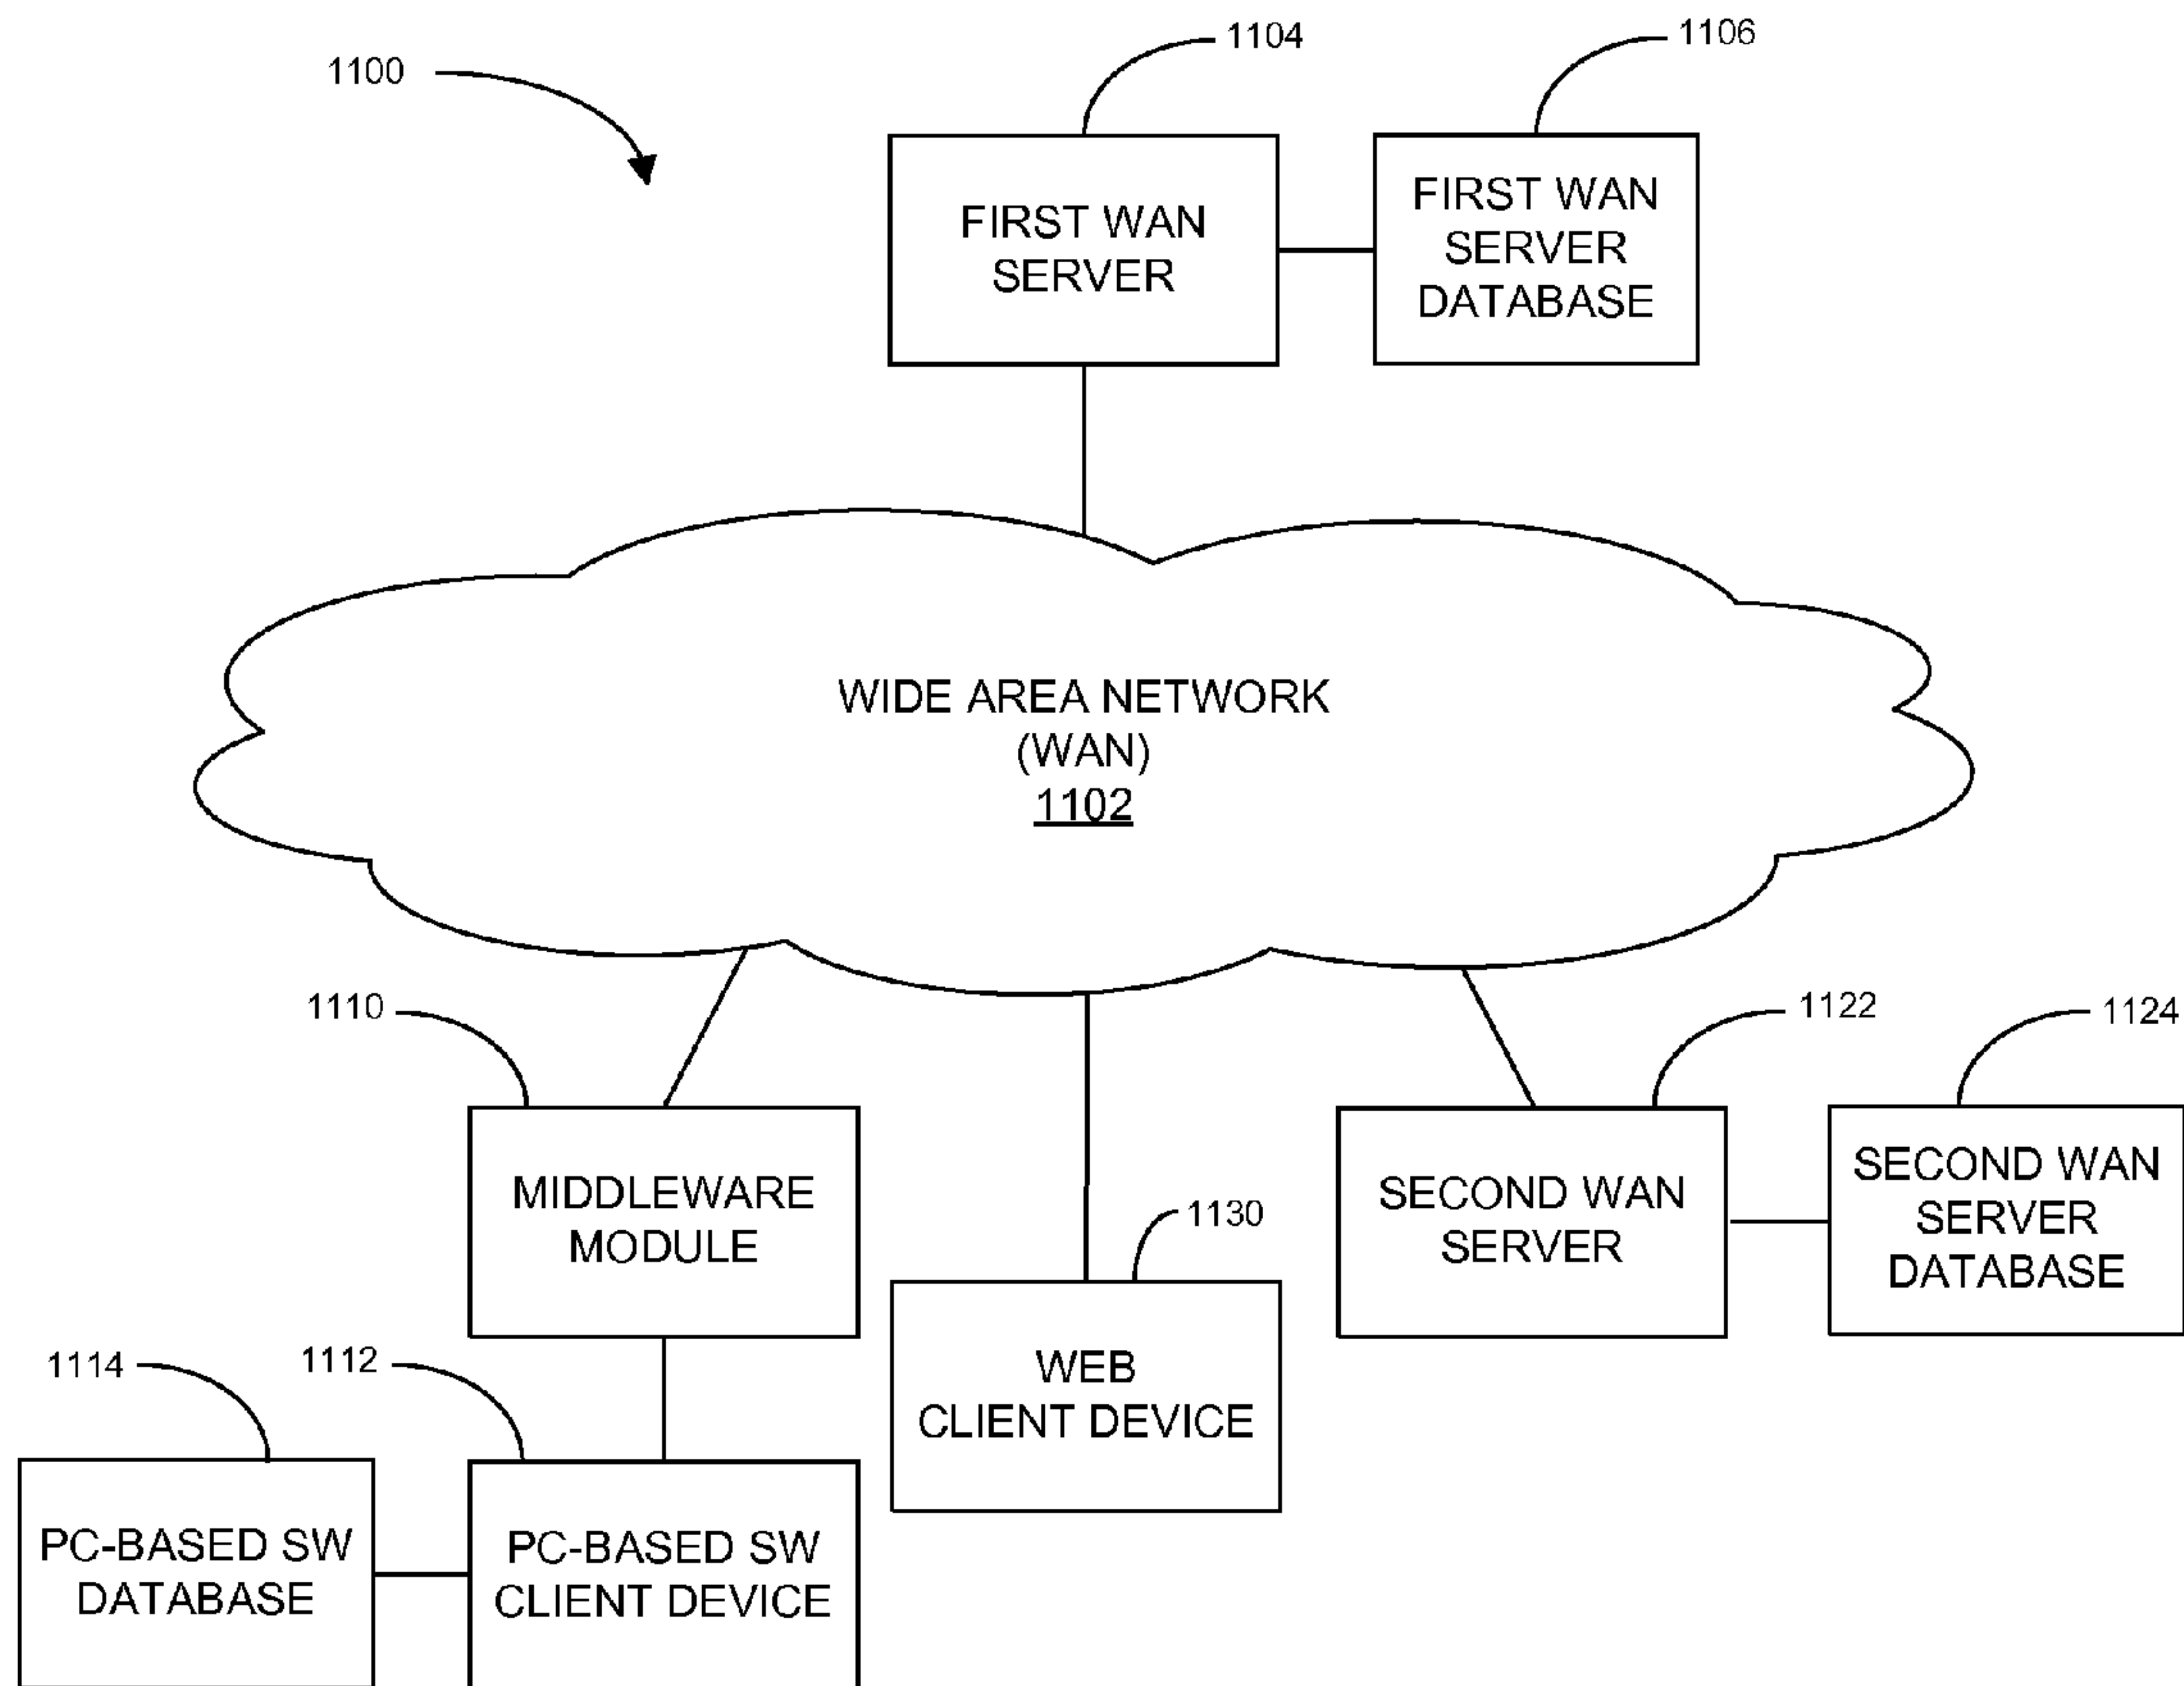 1100
1104
1106
FIRST WAN
SERVER
FIRST WAN
SERVER
DATABASE
WIDE AREA NETWORK
(WAN)
1102
1110
1122
1124
MIDDLEWARE
MODULE
1130
SECOND WAN
SERVER
SECOND WAN
SERVER
DATABASE
1114
1112
WEB
CLIENT DEVICE
PC-BASED SW
DATABASE
PC-BASED SW
CLIENT DEVICE